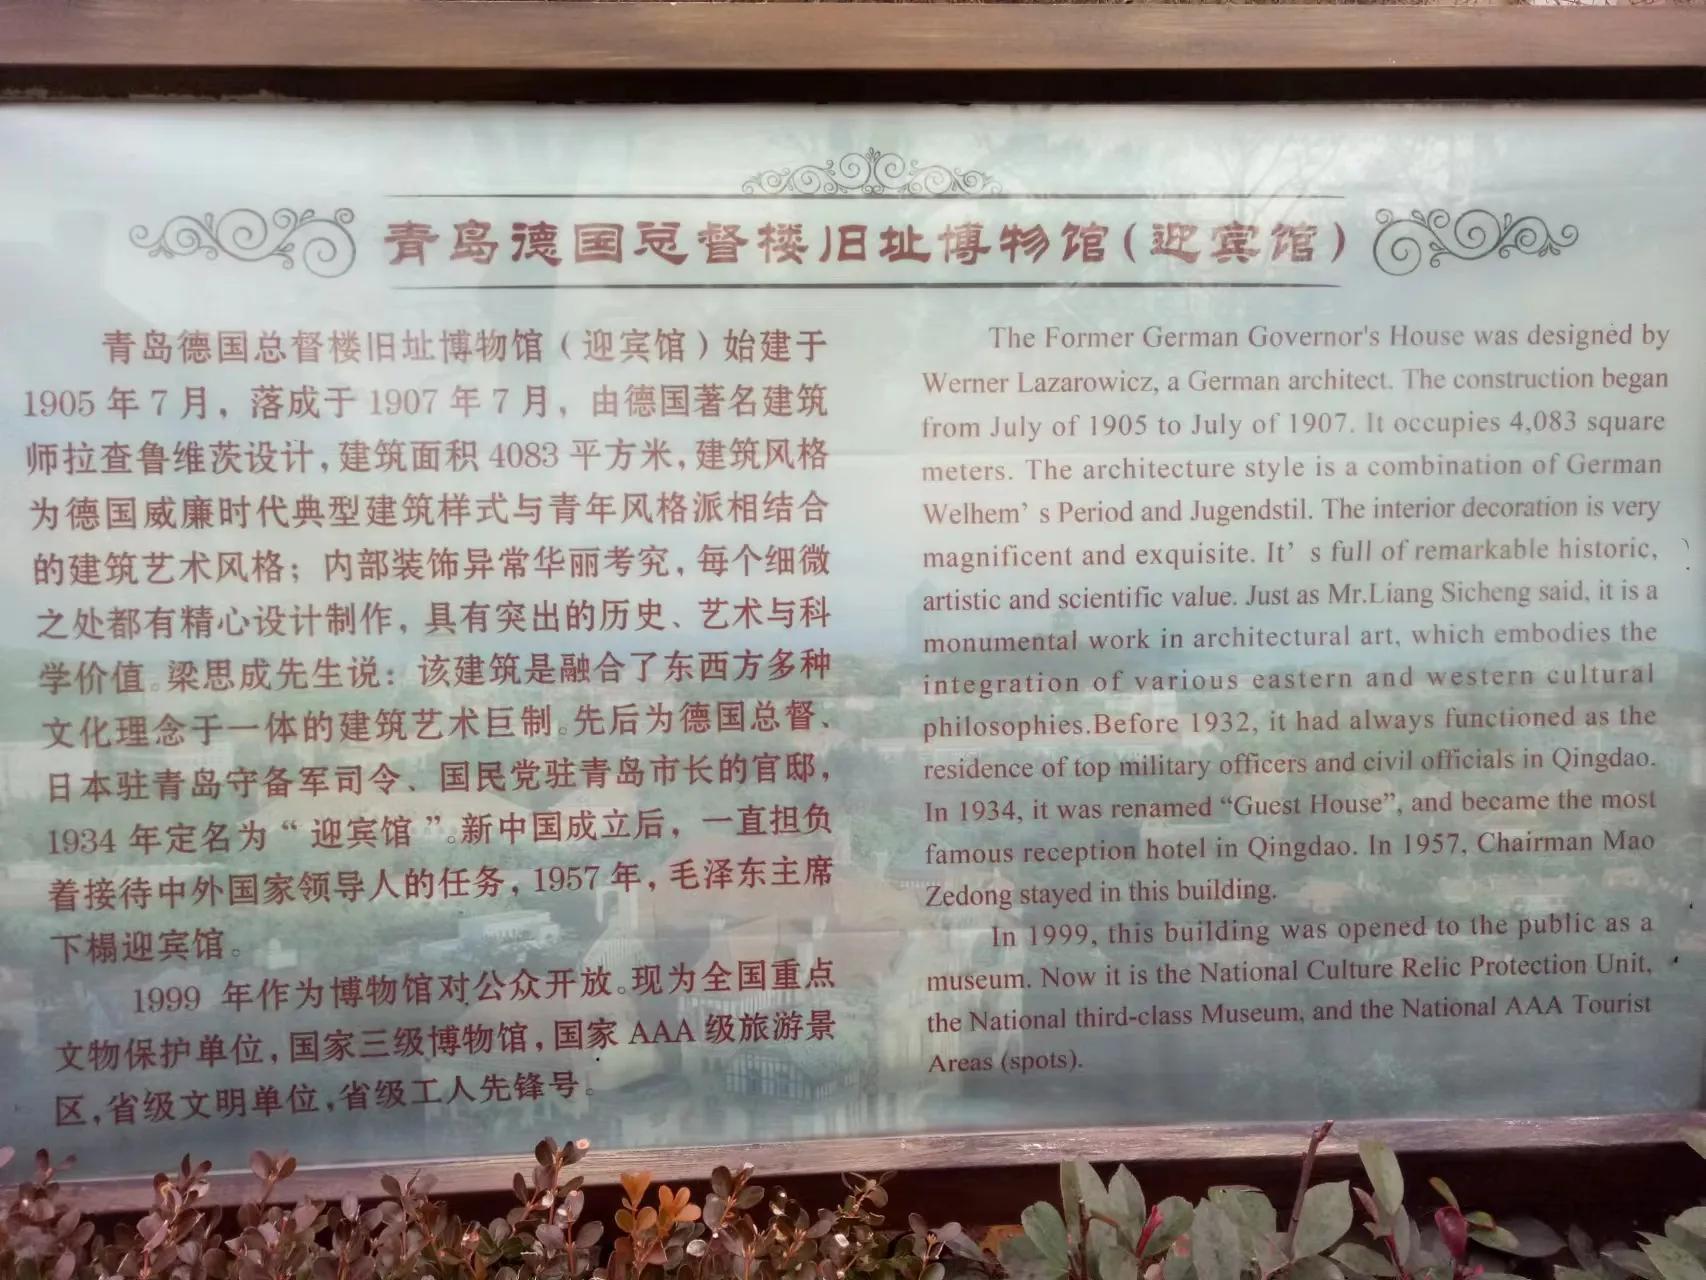 青岛德国总督楼旧址博物馆(迎宾馆)
青岛德国总督楼旧址博物馆(迎宾馆)始建于
1905年7月，落成于1907年7月，由德国著名建筑
师拉查鲁维茨设计，建筑面积4083平方米，建筑风格
为德国威廉时代典型建筑样式与青年风格派相结合
的建筑艺术风格；内部装饰异常华丽考究，每个细微
之处都有精心设计制作，具有突出的历史、艺术与科
学价值。梁思成先生说：该建筑是融合了东西方多种
文化理念于一体的建筑艺术巨制。先后为德国总督、
日本驻青岛守备军司令、国民党驻青岛市长的官邸，
1934年定名为“迎宾馆”。新中国成立后，一直担负
着接待中外国家领导人的任务，1957年，毛泽东主席
下榻迎宾馆。
1999 年作为博物馆对公众开放。现为全国重点
文物保护单位，国家三级博物馆，国家AAA级旅游景
区，省级文明单位，省级工人先锋号。
The Former German Governor's House was designed by
Werner Lazarowicz, a German architect. The construction began
from July of 1905 to July of 1907. It occupies 4,083 square
meters. The architecture style is a combination of German
Welhem’ s Period and Jugendstil. The interior decoration is very
magnificent and exquisite. It’ s full of remarkable historic,
artistic and scientific value. Just as Mr.Liang Sicheng said, it is a
monumental work in architectural art, which embodies the
integration of various eastern and western cultural
philosophies.Before 1932, it had always functioned as the
residence of top military officers and civil officials in Qingdao.
In 1934, it was renamed “Guest House”, and became the most
famous reception hotel in Qingdao. In 1957, Chairman Mao
Zedong stayed in this building.
In 1999, this building was opened to the public as a
museum. Now it is the National Culture Relic Protection Unit,
the National third-class Museum, and the National AAA Tourist
Areas (spots).